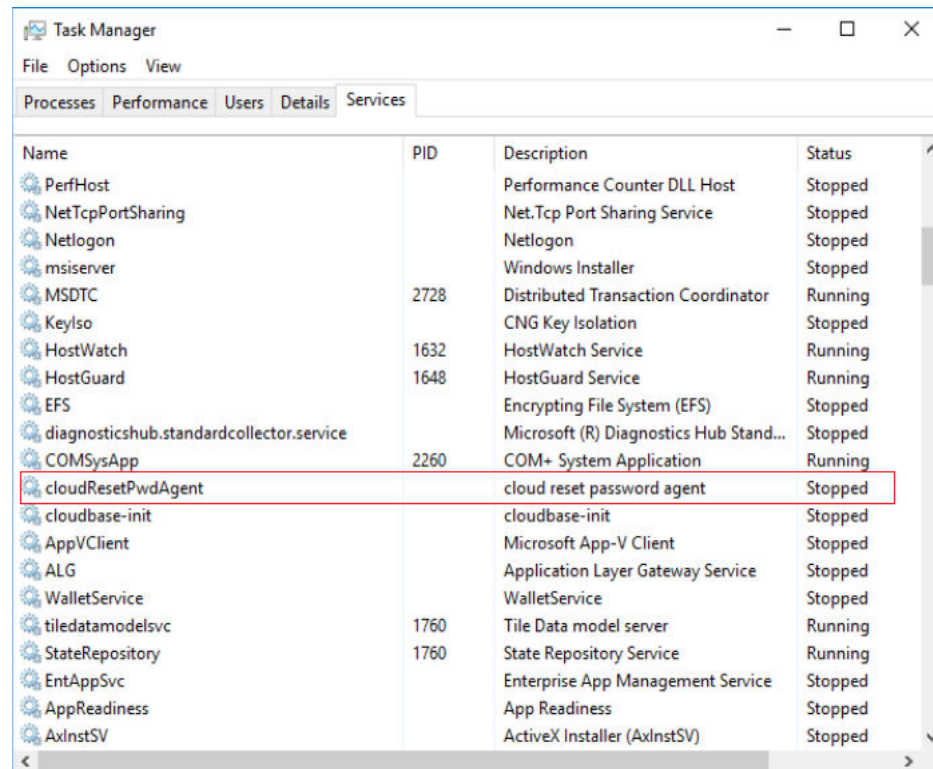 Task Manager
File Options View
Processes Performance Users Details Services
Name PID Description Status
PerfHost Performance Counter DLL Host Stopped
NetTcpPortSharing Net.Tcp Port Sharing Service Stopped
Netlogon Netlogon Stopped
msiserver Windows Installer Stopped
MSDTC 2728 Distributed Transaction Coordinator Running
KeyIso CNG Key Isolation Stopped
HostWatch 1632 HostWatch Service Running
HostGuard 1648 HostGuard Service Running
EFS Encrypting File System (EFS) Stopped
diagnosticshub.standardcollector.service Microsoft (R) Diagnostics Hub Stand... Stopped
COMSysApp 2260 COM+ System Application Running
cloudResetPwdAgent cloud reset password agent Stopped
cloudbase-init cloudbase-init Stopped
AppVClient Microsoft App-V Client Stopped
ALG Application Layer Gateway Service Stopped
WalletService WalletService Stopped
tiledatamodelsvc 1760 Tile Data model server Running
StateRepository 1760 State Repository Service Running
EntAppSvc Enterprise App Management Service Stopped
AppReadiness App Readiness Stopped
AxInstSV ActiveX Installer (AxInstSV) Stopped